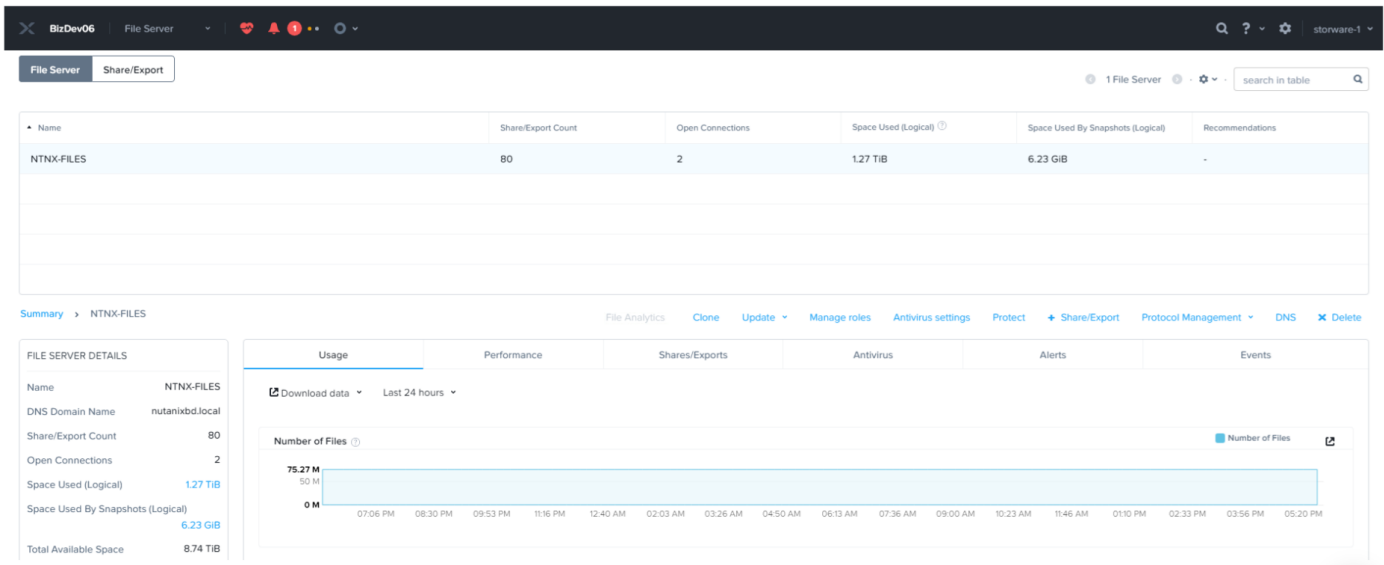 BizDev06 File Server 1 ? storware-1
File Server Share/Export
1 File Server search in table
Name Share/Export Count Open Connections Space Used (Logical) ? Space Used By Snapshots (Logical) Recommendations
NTNX-FILES 80 2 1.27 TiB 6.23 GiB -
Summary > NTNX-FILES File Analytics Clone Update Manage roles Antivirus settings Protect + Share/Export Protocol Management DNS × Delete
FILE SERVER DETAILS Usage Performance Shares/Exports Antivirus Alerts Events
Name NTNX-FILES
Download data Last 24 hours
DNS Domain Name nutanixbd.local
Share/Export Count 80
Number of Files ? Number of Files
Open Connections 2
75.27 M
Space Used (Logical) 1.27 TiB
50 M
Space Used By Snapshots (Logical)
6.23 GiB
0 M
07:06 PM 08:30 PM 09:53 PM 11:16 PM 12:40 AM 02:03 AM 03:26 AM 04:50 AM 06:13 AM 07:36 AM 09:00 AM 10:23 AM 11:46 AM 01:10 PM 02:33 PM 03:56 PM 05:20 PM
Total Available Space 8.74 TiB